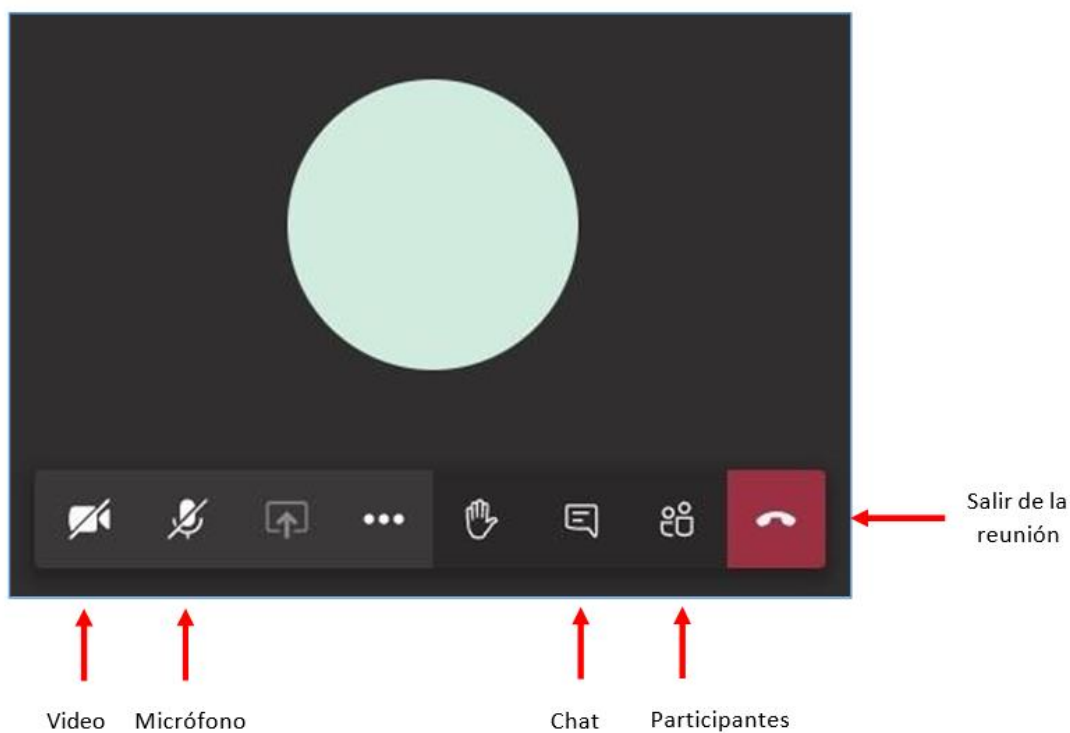 Salir de la
reunión
Video
Micrófono
Chat
Participantes